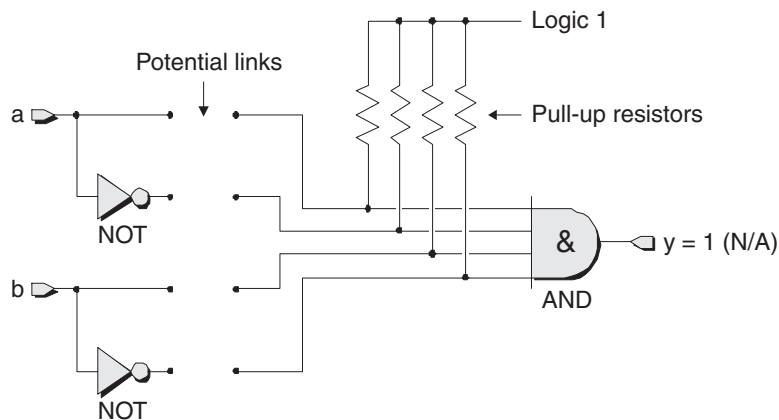 Logic 1
Potential links
a
Pull-up resistors
NOT
&
y = 1 (N/A)
b
AND
NOT